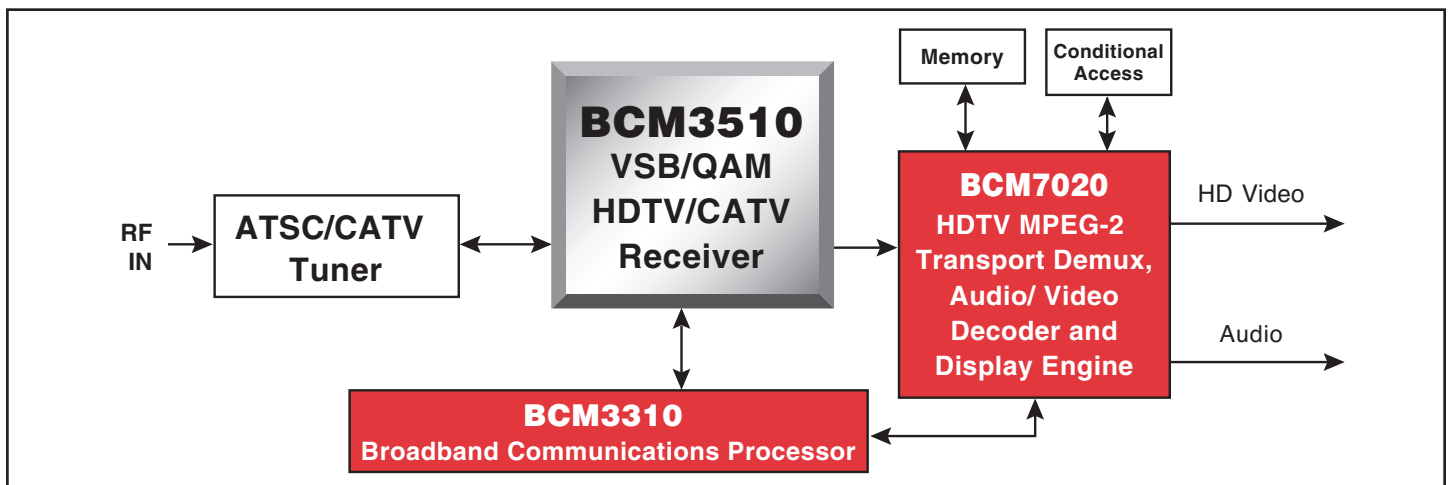 RF
IN
ATSC/CATV
Tuner
BCM3510
VSB/QAM
HDTV/CATV
Receiver
Memory
Conditional
Access
BCM7020
HDTV MPEG-2
Transport Demux,
Audio/ Video
Decoder and
Display Engine
HD Video
Audio
BCM3310
Broadband Communications Processor